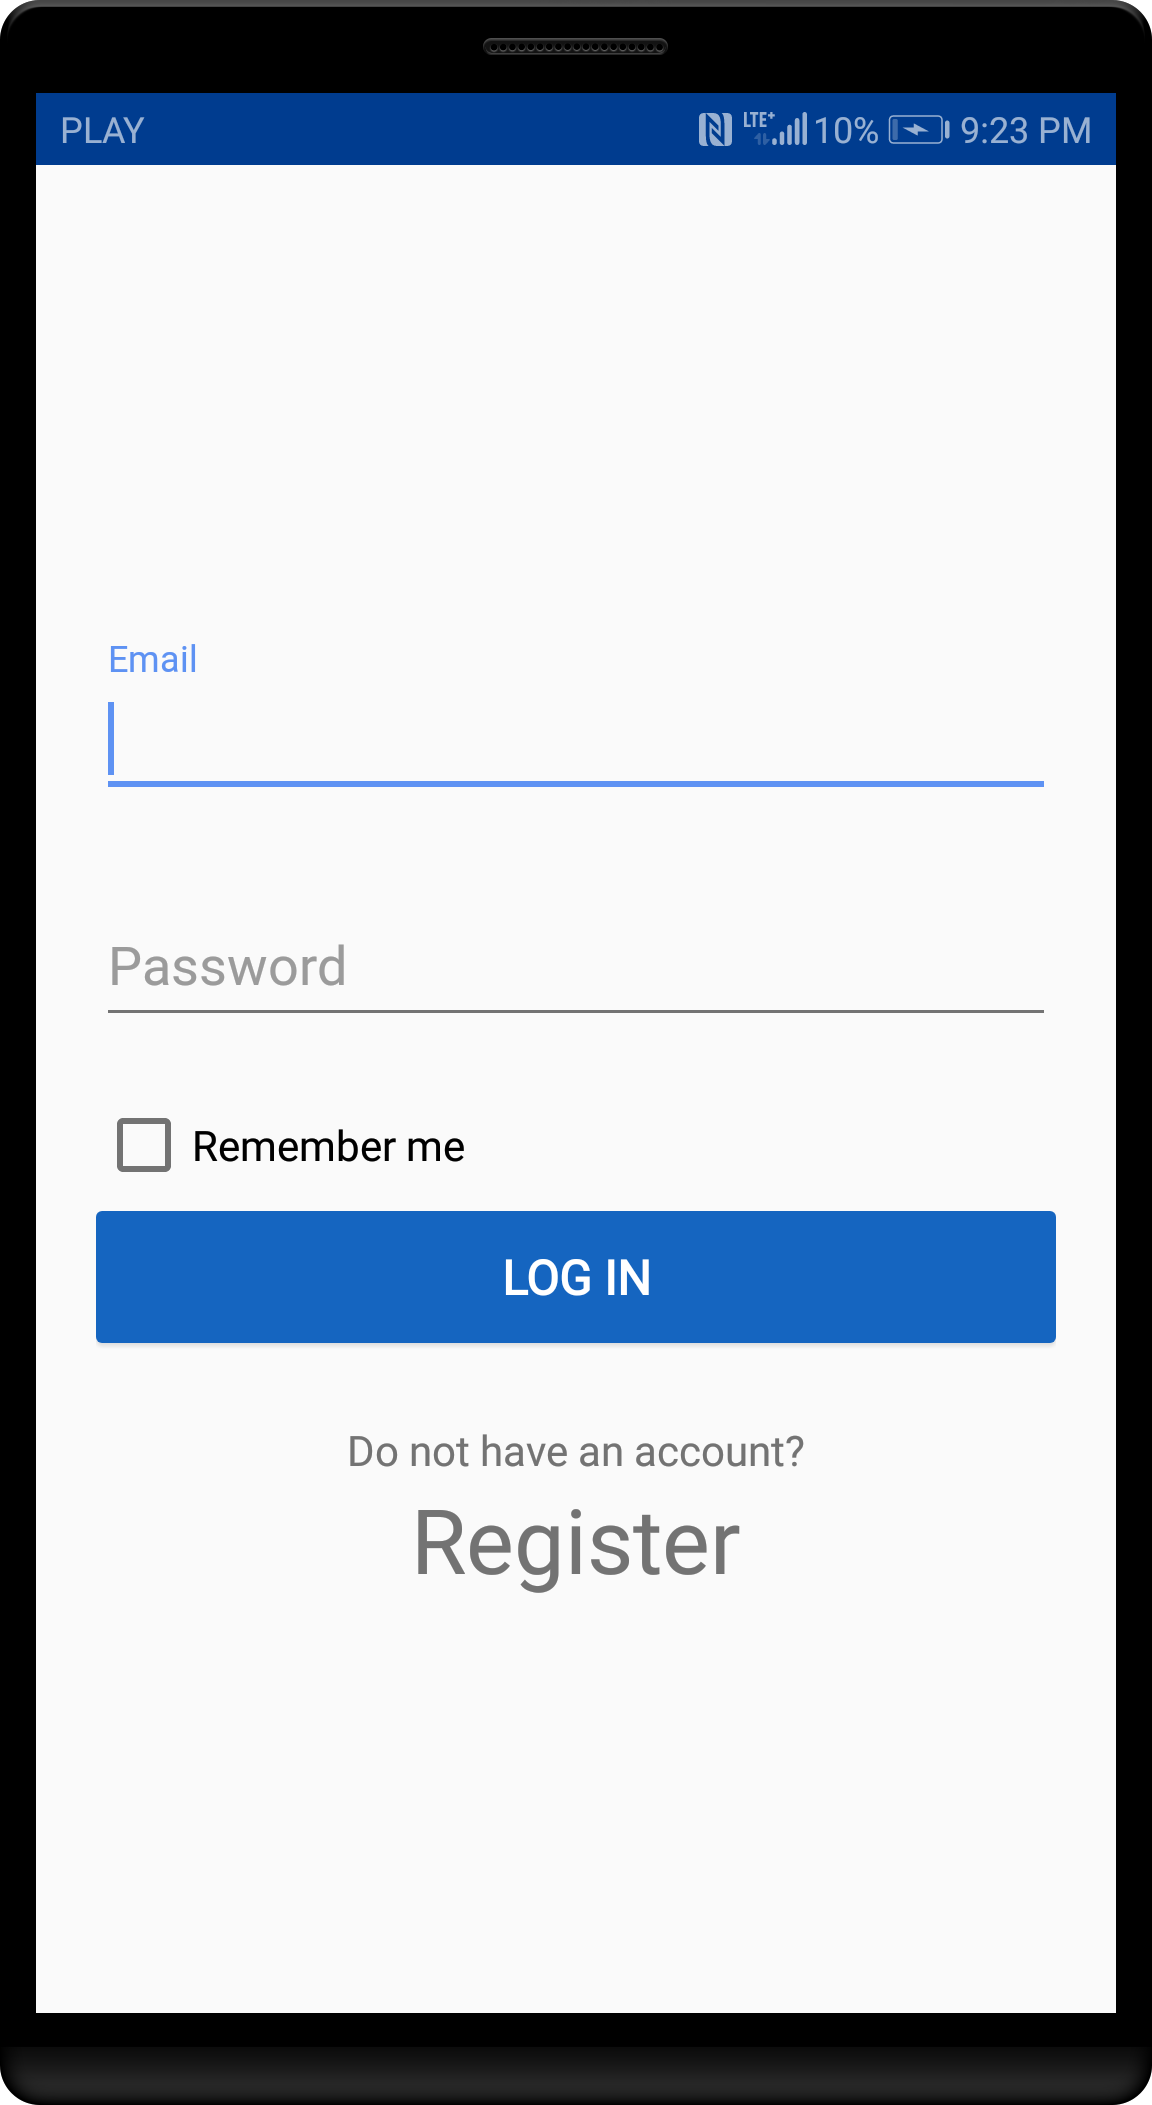 PLAY LTE+ 10% 9:23 PM
Email
Password
Remember me
LOG IN
Do not have an account?
Register